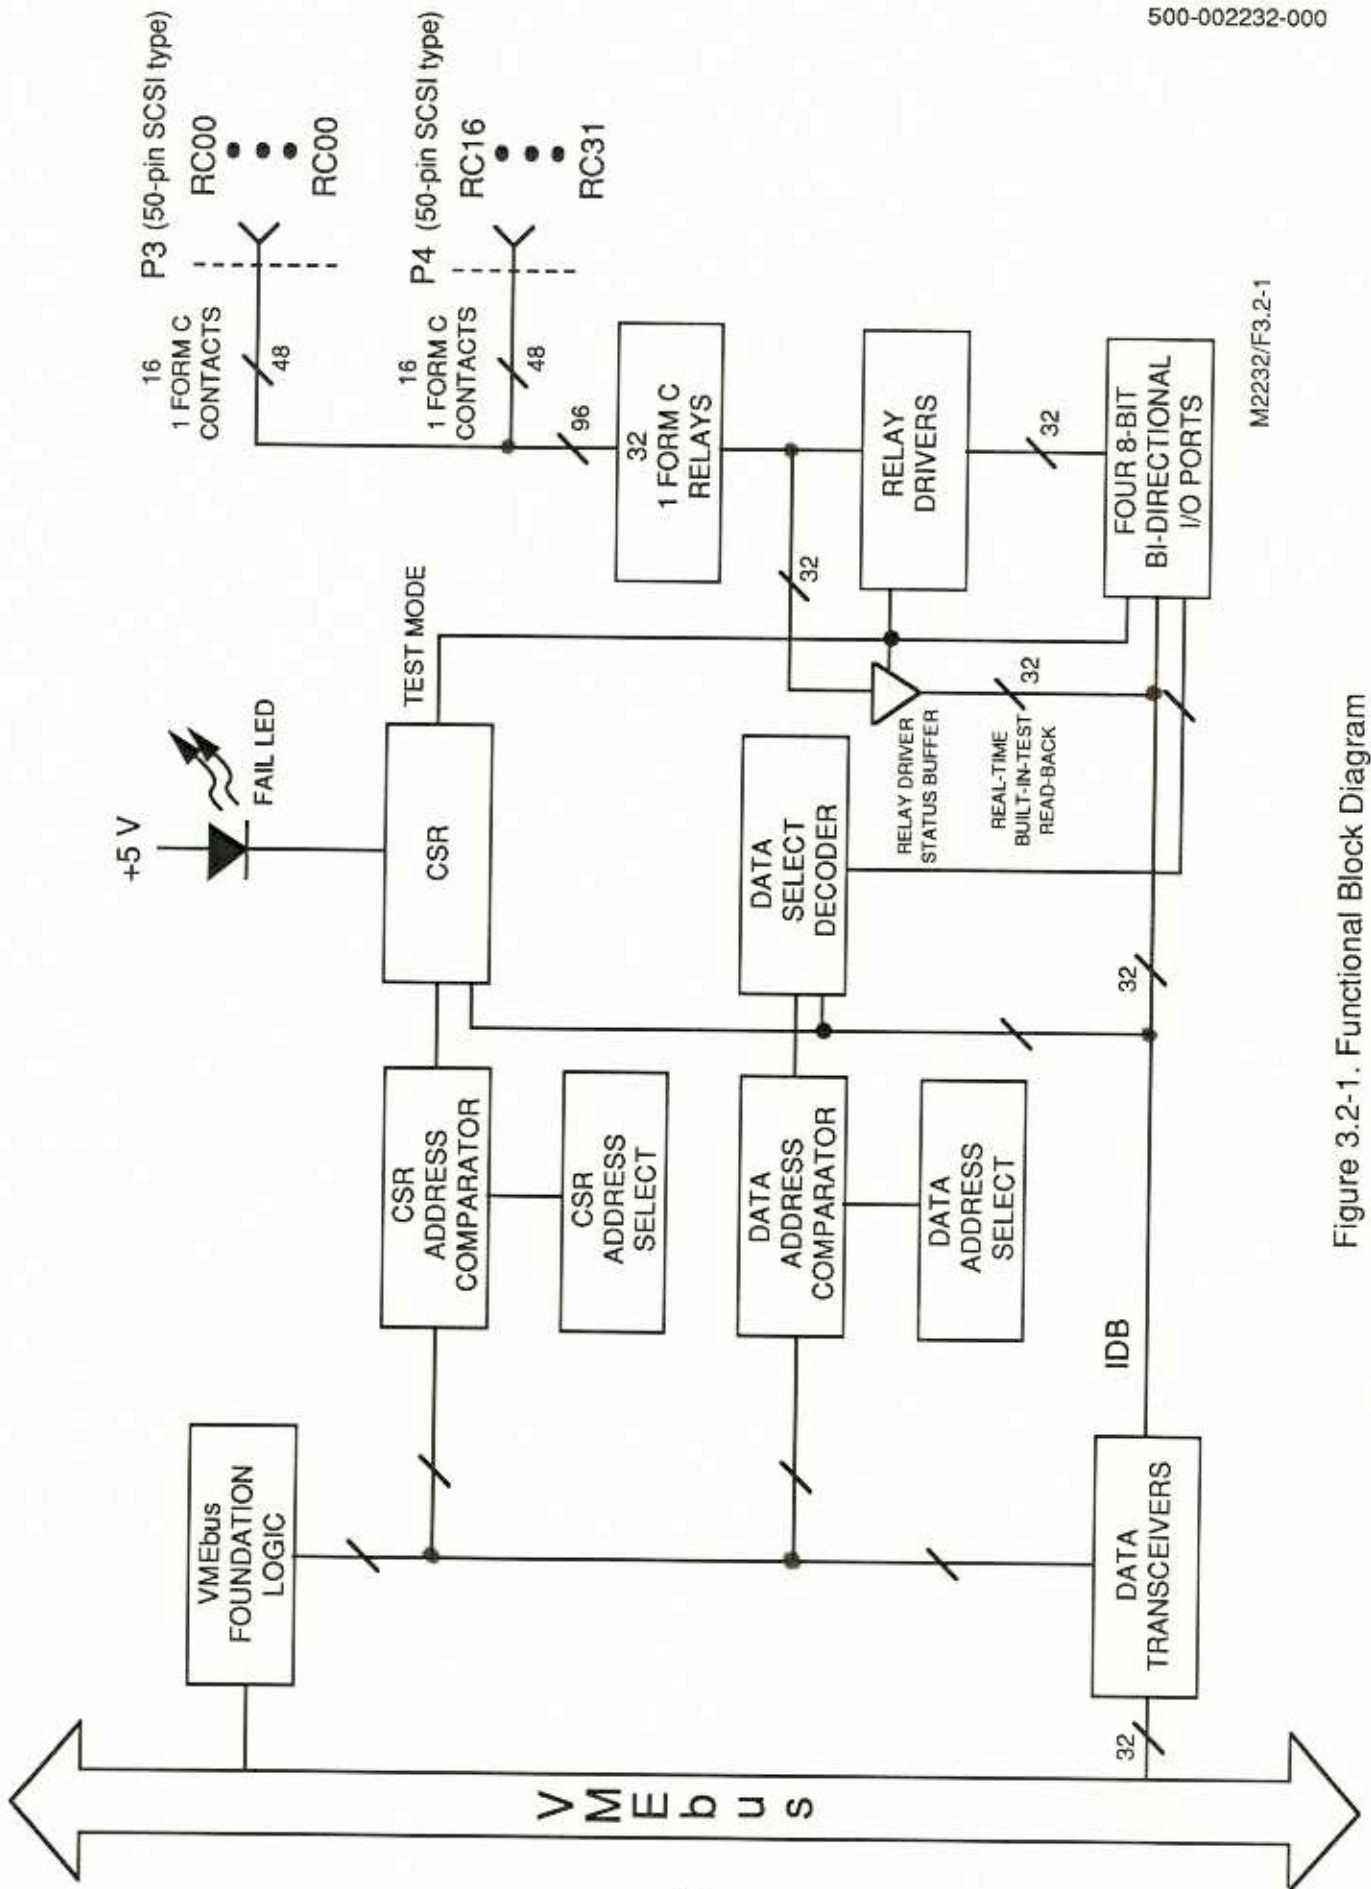 500-002232-000
+5 V
FAIL LED
P3 (50-pin SCSI type)
RC00
RC00
16
1 FORM C
CONTACTS
48
P4 (50-pin SCSI type)
RC16
RC31
16
1 FORM C
CONTACTS
48
96
VMEbus
FOUNDATION
LOGIC
CSR
ADDRESS
COMPARATOR
CSR
TEST MODE
CSR
ADDRESS
SELECT
32
1 FORM C
RELAYS
32
DATA
ADDRESS
COMPARATOR
DATA
SELECT
DECODER
RELAY DRIVER
STATUS BUFFER
RELAY
DRIVERS
DATA
ADDRESS
SELECT
REAL-TIME
BUILT-IN-TEST
READ-BACK
32
32
VMEbus
32
DATA
TRANSCEIVERS
IDB
32
FOUR 8-BIT
BI-DIRECTIONAL
I/O PORTS
M2232/F3.2-1
Figure 3.2-1. Functional Block Diagram